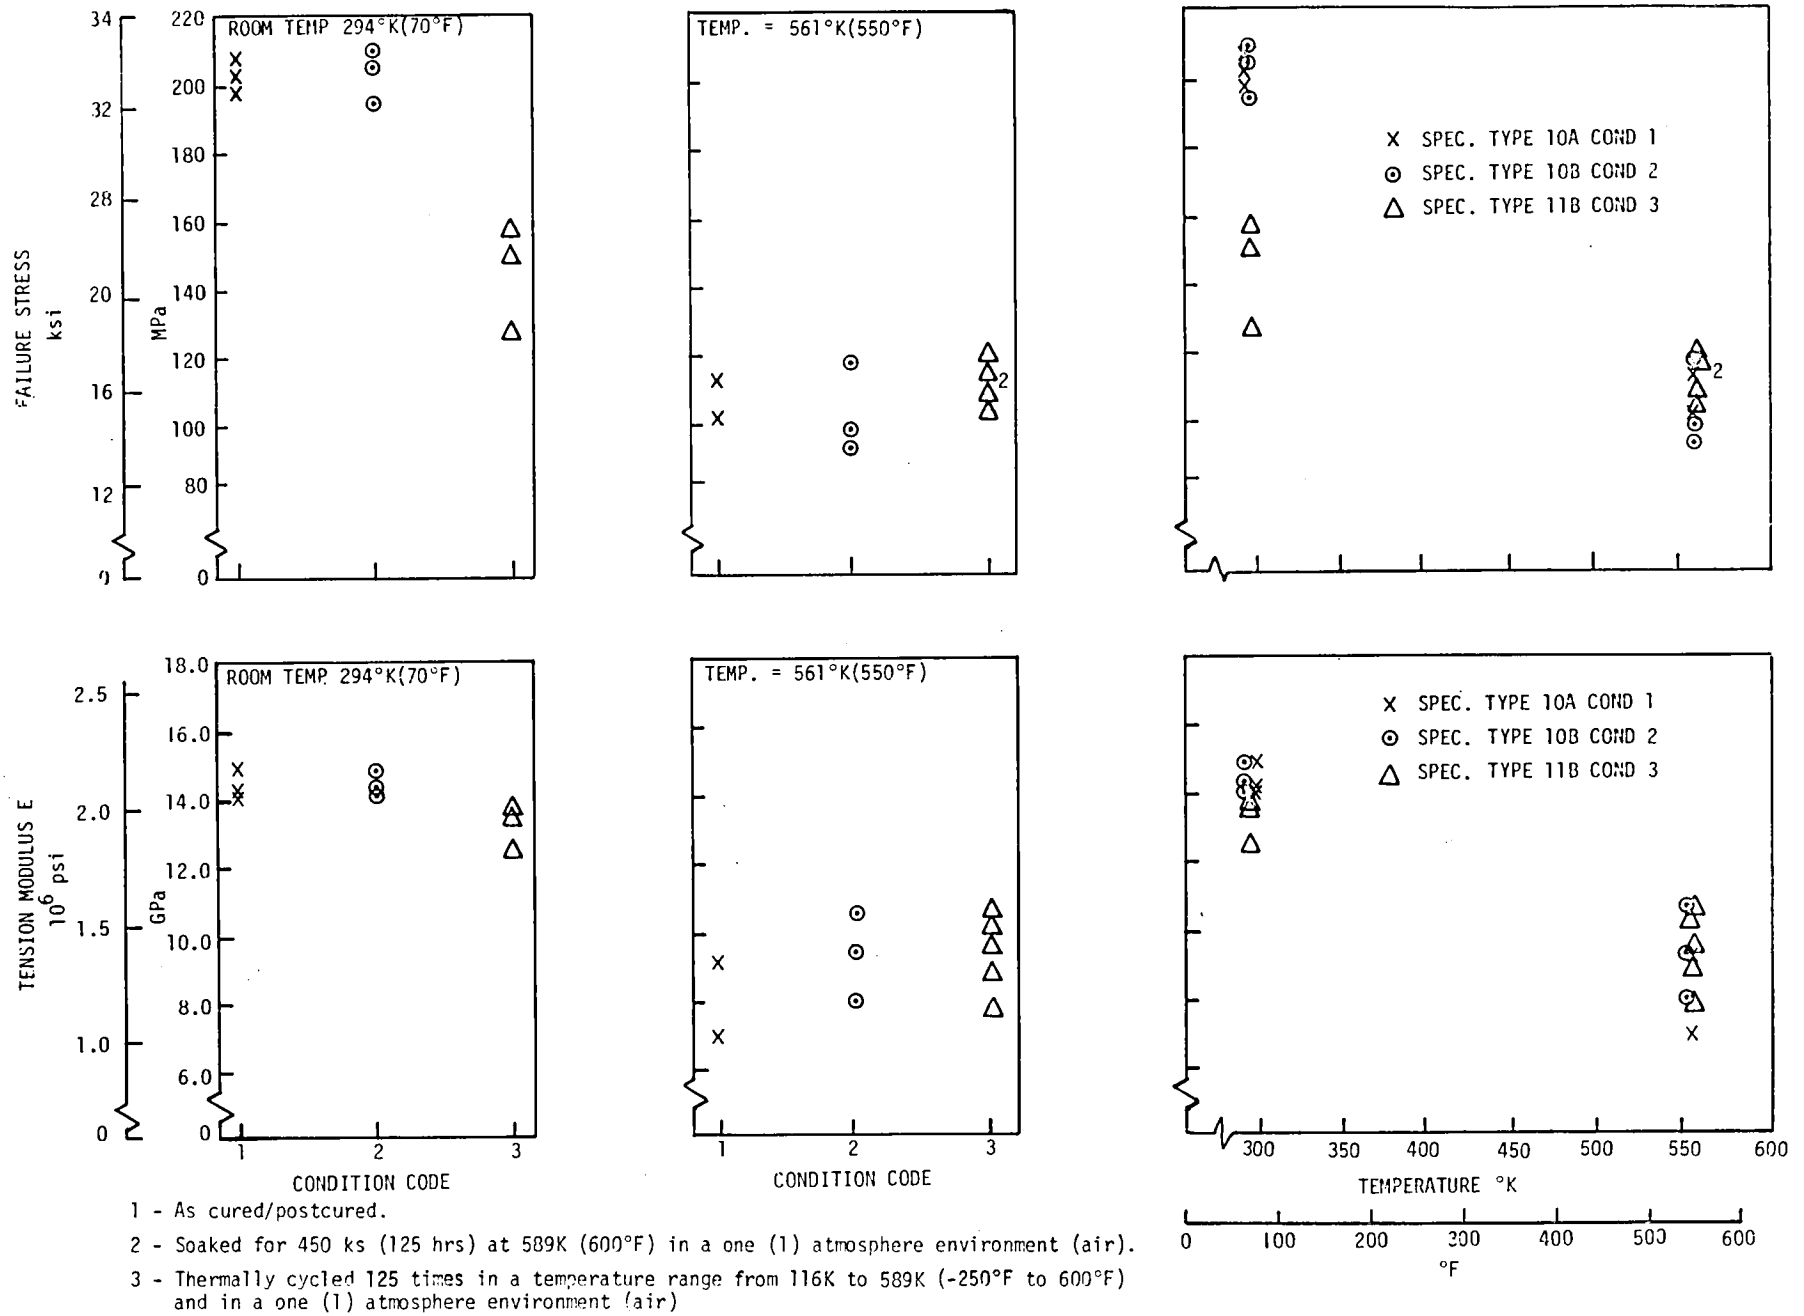 FAILURE STRESS
ksi
34
32
28
20
16
12
0
MPa
220
200
180
160
140
120
100
80
0
ROOM TEMP 294°K(70°F)
TEMP. = 561°K(550°F)
2
X SPEC. TYPE 10A COND 1
SPEC. TYPE 10B COND 2
SPEC. TYPE 11B COND 3
2
TENSION MODULUS E
10⁶ psi
2.5
2.0
1.5
1.0
0
GPa
18.0
16.0
14.0
12.0
10.0
8.0
6.0
0
ROOM TEMP. 294°K(70°F)
1 2 3
CONDITION CODE
TEMP. = 561°K(550°F)
1 2 3
CONDITION CODE
X SPEC. TYPE 10A COND 1
SPEC. TYPE 10B COND 2
SPEC. TYPE 11B COND 3
300 350 400 450 500 550 600
TEMPERATURE °K
0 100 200 300 400 500 600
°F
1 - As cured/postcured.
2 - Soaked for 450 ks (125 hrs) at 589K (600°F) in a one (1) atmosphere environment (air).
3 - Thermally cycled 125 times in a temperature range from 116K to 589K (-250°F to 600°F)
and in a one (1) atmosphere environment (air)